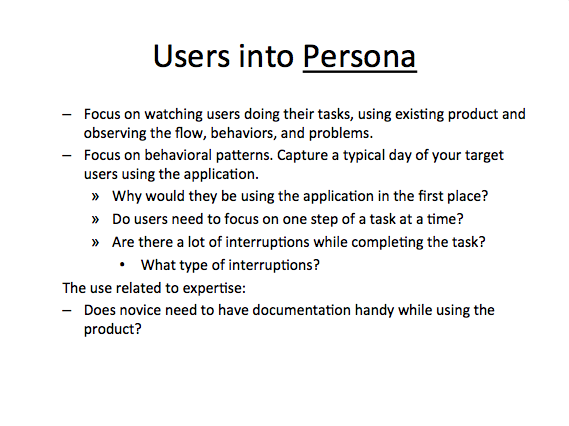 Users into Persona
– Focus on watching users doing their tasks, using existing product and
observing the flow, behaviors, and problems.
– Focus on behavioral patterns. Capture a typical day of your target
users using the application.
» Why would they be using the application in the first place?
» Do users need to focus on one step of a task at a time?
» Are there a lot of interruptions while completing the task?
• What type of interruptions?
The use related to expertise:
– Does novice need to have documentation handy while using the
product?